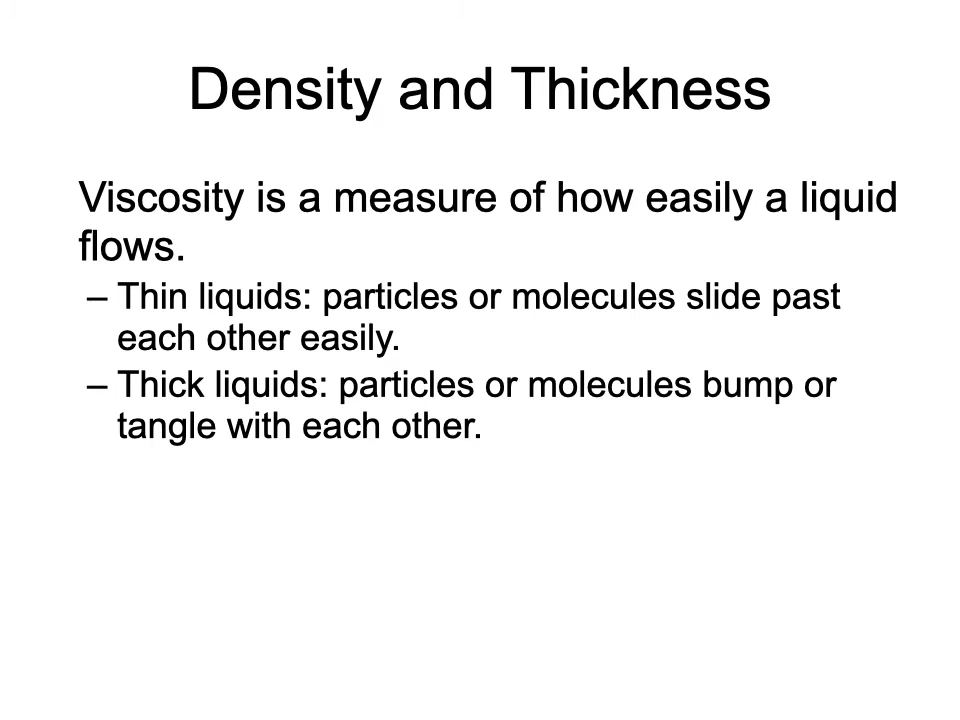 Density and Thickness
Viscosity is a measure of how easily a liquid
flows.
– Thin liquids: particles or molecules slide past
each other easily.
– Thick liquids: particles or molecules bump or
tangle with each other.